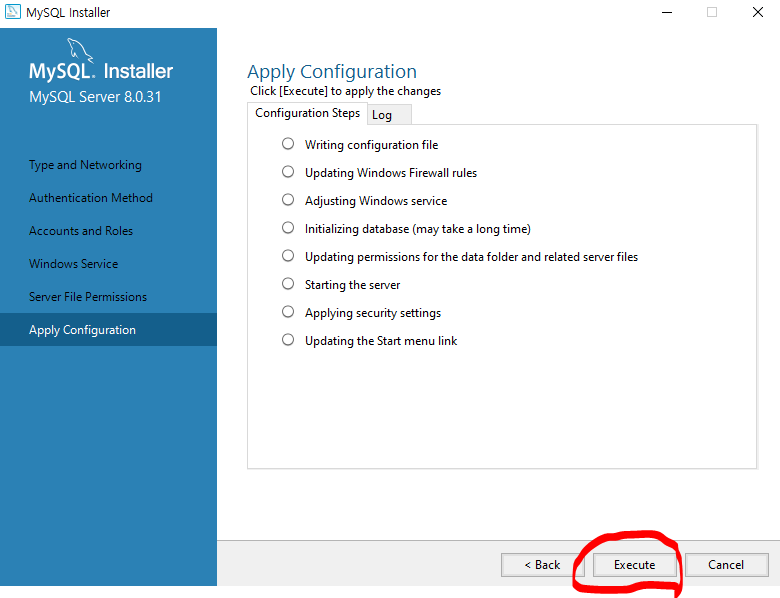 MySQL Installer
MySQL. Installer
MySQL Server 8.0.31
Type and Networking
Authentication Method
Accounts and Roles
Windows Service
Server File Permissions
Apply Configuration
Apply Configuration
Click [Execute] to apply the changes
Configuration Steps Log
Writing configuration file
Updating Windows Firewall rules
Adjusting Windows service
Initializing database (may take a long time)
Updating permissions for the data folder and related server files
Starting the server
Applying security settings
Updating the Start menu link
< Back Execute Cancel